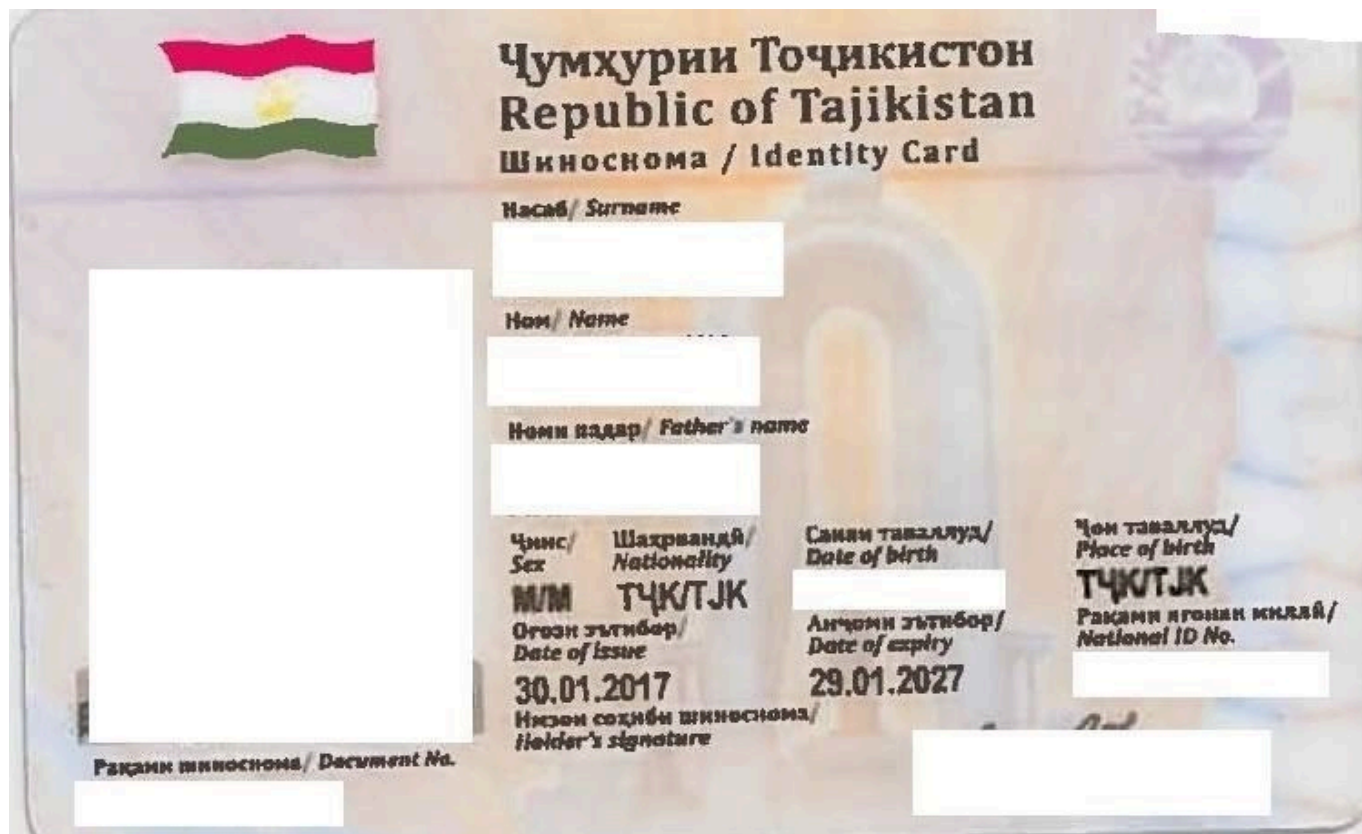 Ҷумҳурии Тоҷикистон
Republic of Tajikistan
Шиноснома / Identity Card
Насаб/ Surname
Ном/ Name
Номи падар/ Father's name
Ҷинс/ Sex
Шаҳрвандӣ/ Nationality
Санаи таваллуд/ Date of birth
Ҷои таваллуд/ Place of birth
M/M
ТҶК/TJK
ТҶК/TJK
Оғози эътибор/ Date of issue
Анҷоми эътибор/ Date of expiry
Рақами ягонаи миллӣ/ National ID No.
30.01.2017
29.01.2027
Имзои соҳиби шиноснома/ Holder's signature
Рақами шиноснома/ Document No.